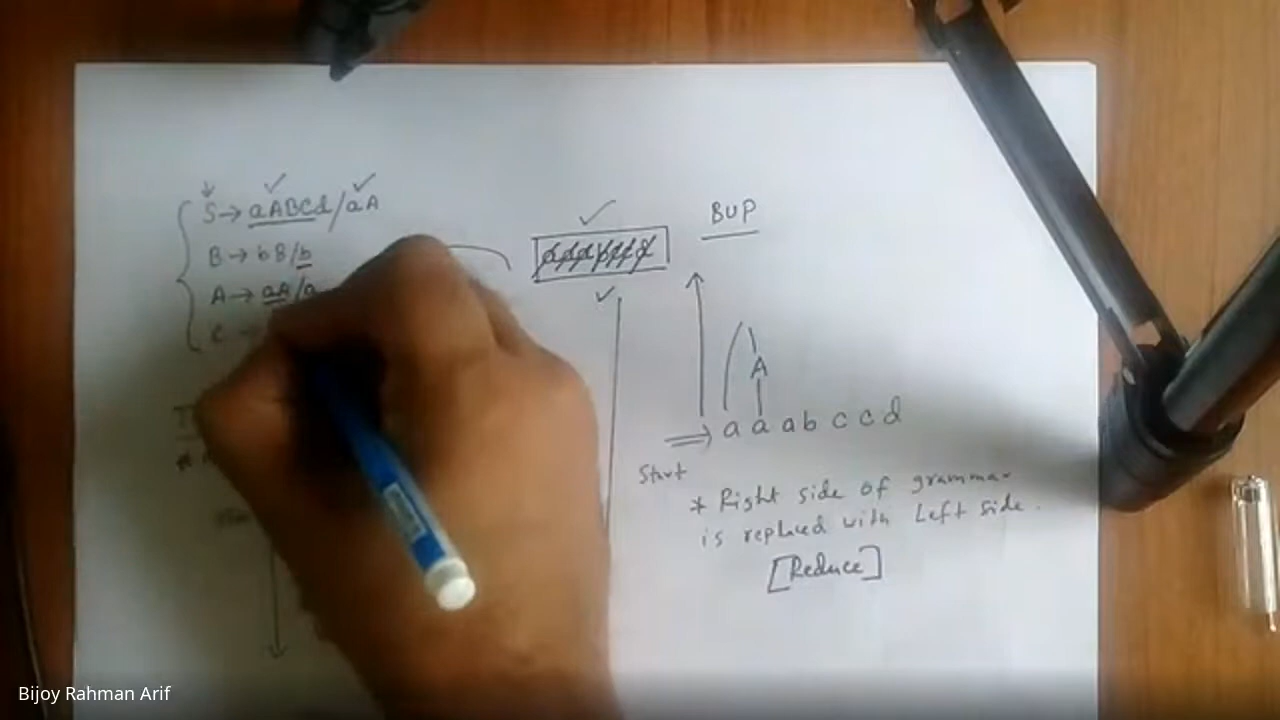 S → aABCd/aA
B → bB/b
A → aA/a
BUP
A
a a a b c c d
Start
* Right side of grammar
is replaced with Left side.
[Reduce]
Bijoy Rahman Arif